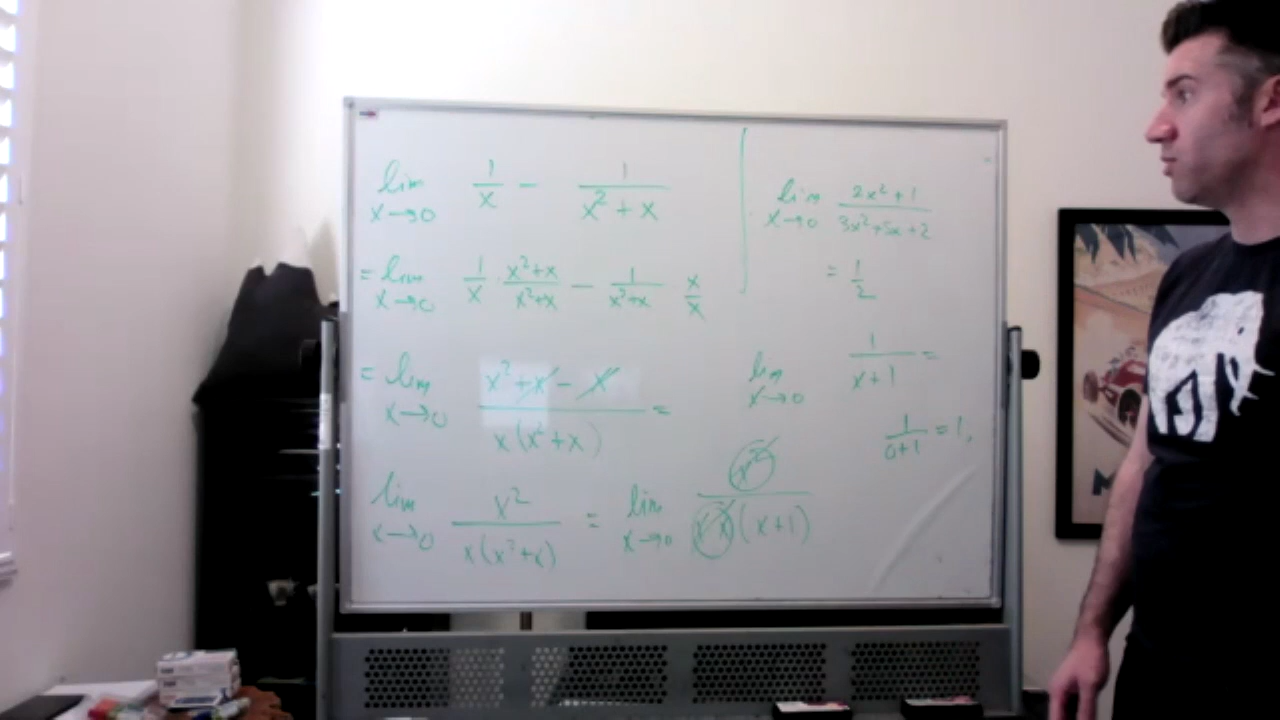 lim x→0 1/x - 1/(x² + x)
= lim x→0 1/x · (x²+x)/(x²+x) - 1/(x²+x) x/x
= lim x→0 (x² + x - x)/(x(x²+x)) =
lim x→0 x²/(x(x²+x)) = lim x→0 x²/(x x(x+1))
lim x→0 (2x²+1)/(3x²+5x+2)
= 1/2
lim x→0 1/(x+1) =
1/(0+1) = 1.
M